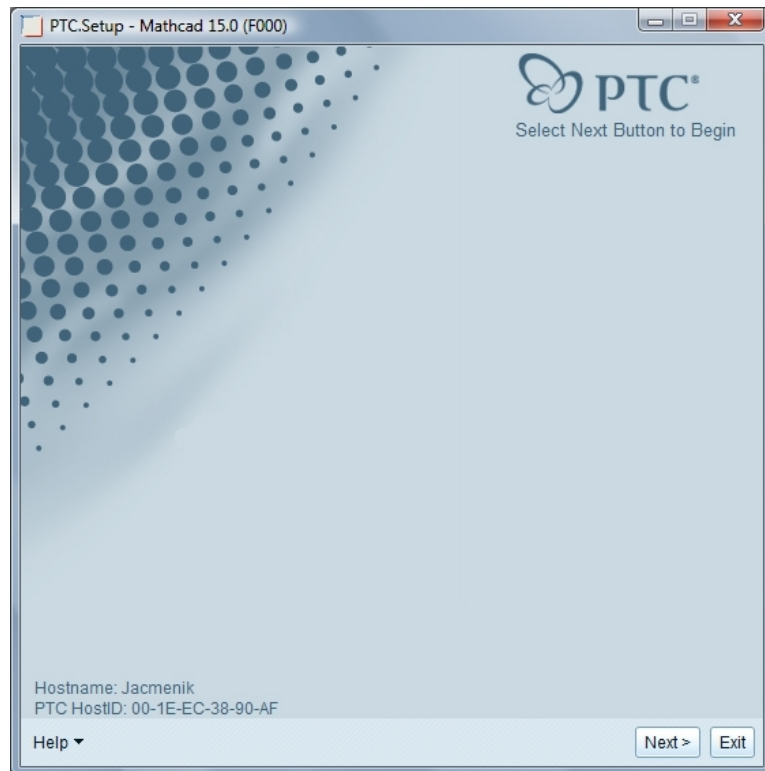 PTC.Setup - Mathcad 15.0 (F000)
PTC®
Select Next Button to Begin
Hostname: Jacmenik
PTC HostID: 00-1E-EC-38-90-AF
Help
Next > Exit